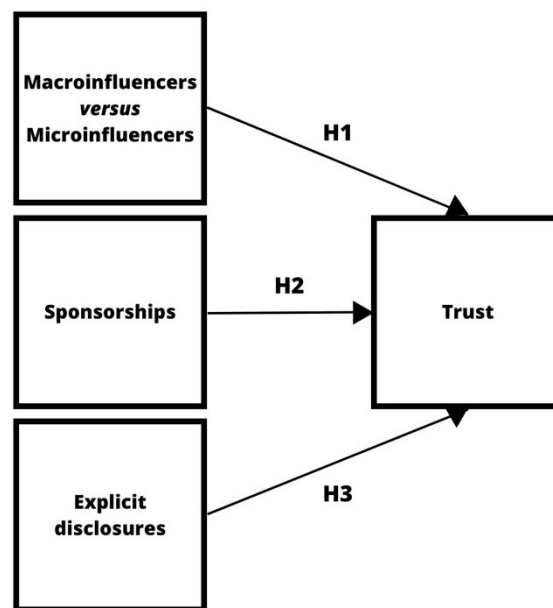 Macroinfluencers
versus
Microinfluencers
H1
Sponsorships
H2
Trust
Explicit
disclosures
H3